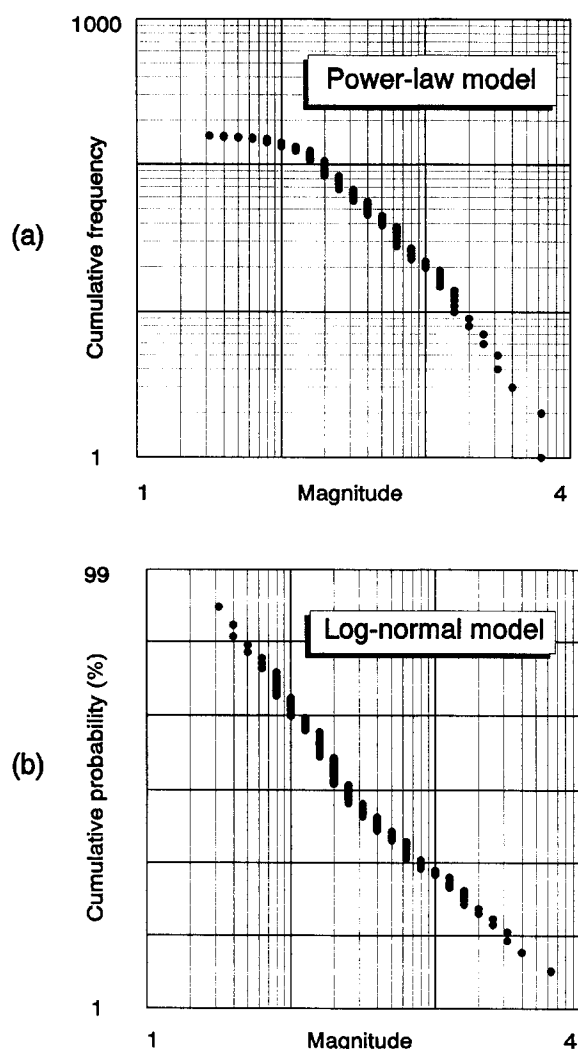 1000
Power-law model
(a)
Cumulative frequency
1
1
Magnitude
4
99
Log-normal model
(b)
Cumulative probability (%)
1
1
Magnitude
4